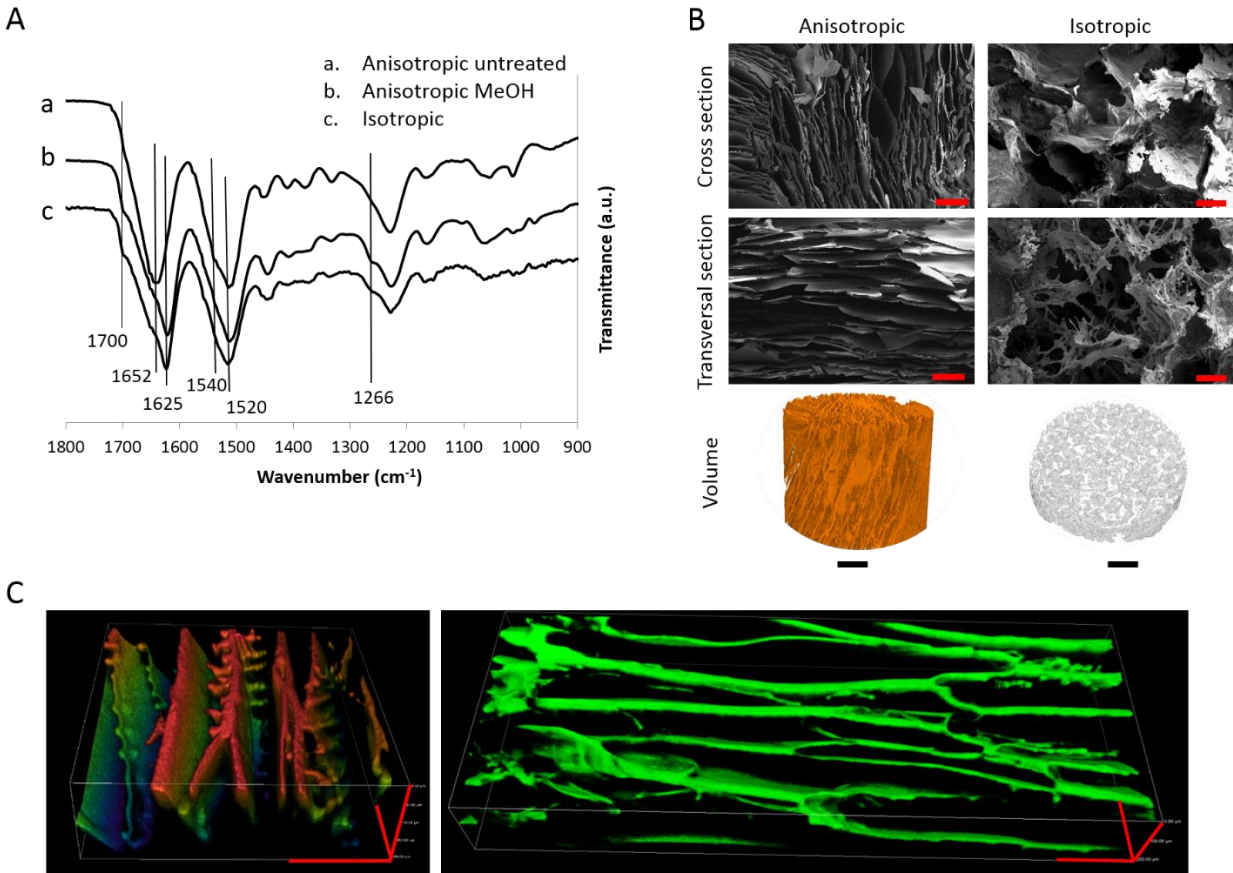 A
a. Anisotropic untreated
b. Anisotropic MeOH
c. Isotropic
a
b
c
1700
1652
1625
1540
1520
1266
Transmittance (a.u.)
1800 1700 1600 1500 1400 1300 1200 1100 1000 900
Wavenumber (cm-1)
B
Anisotropic Isotropic
Cross section
Transversal section
Volume
C